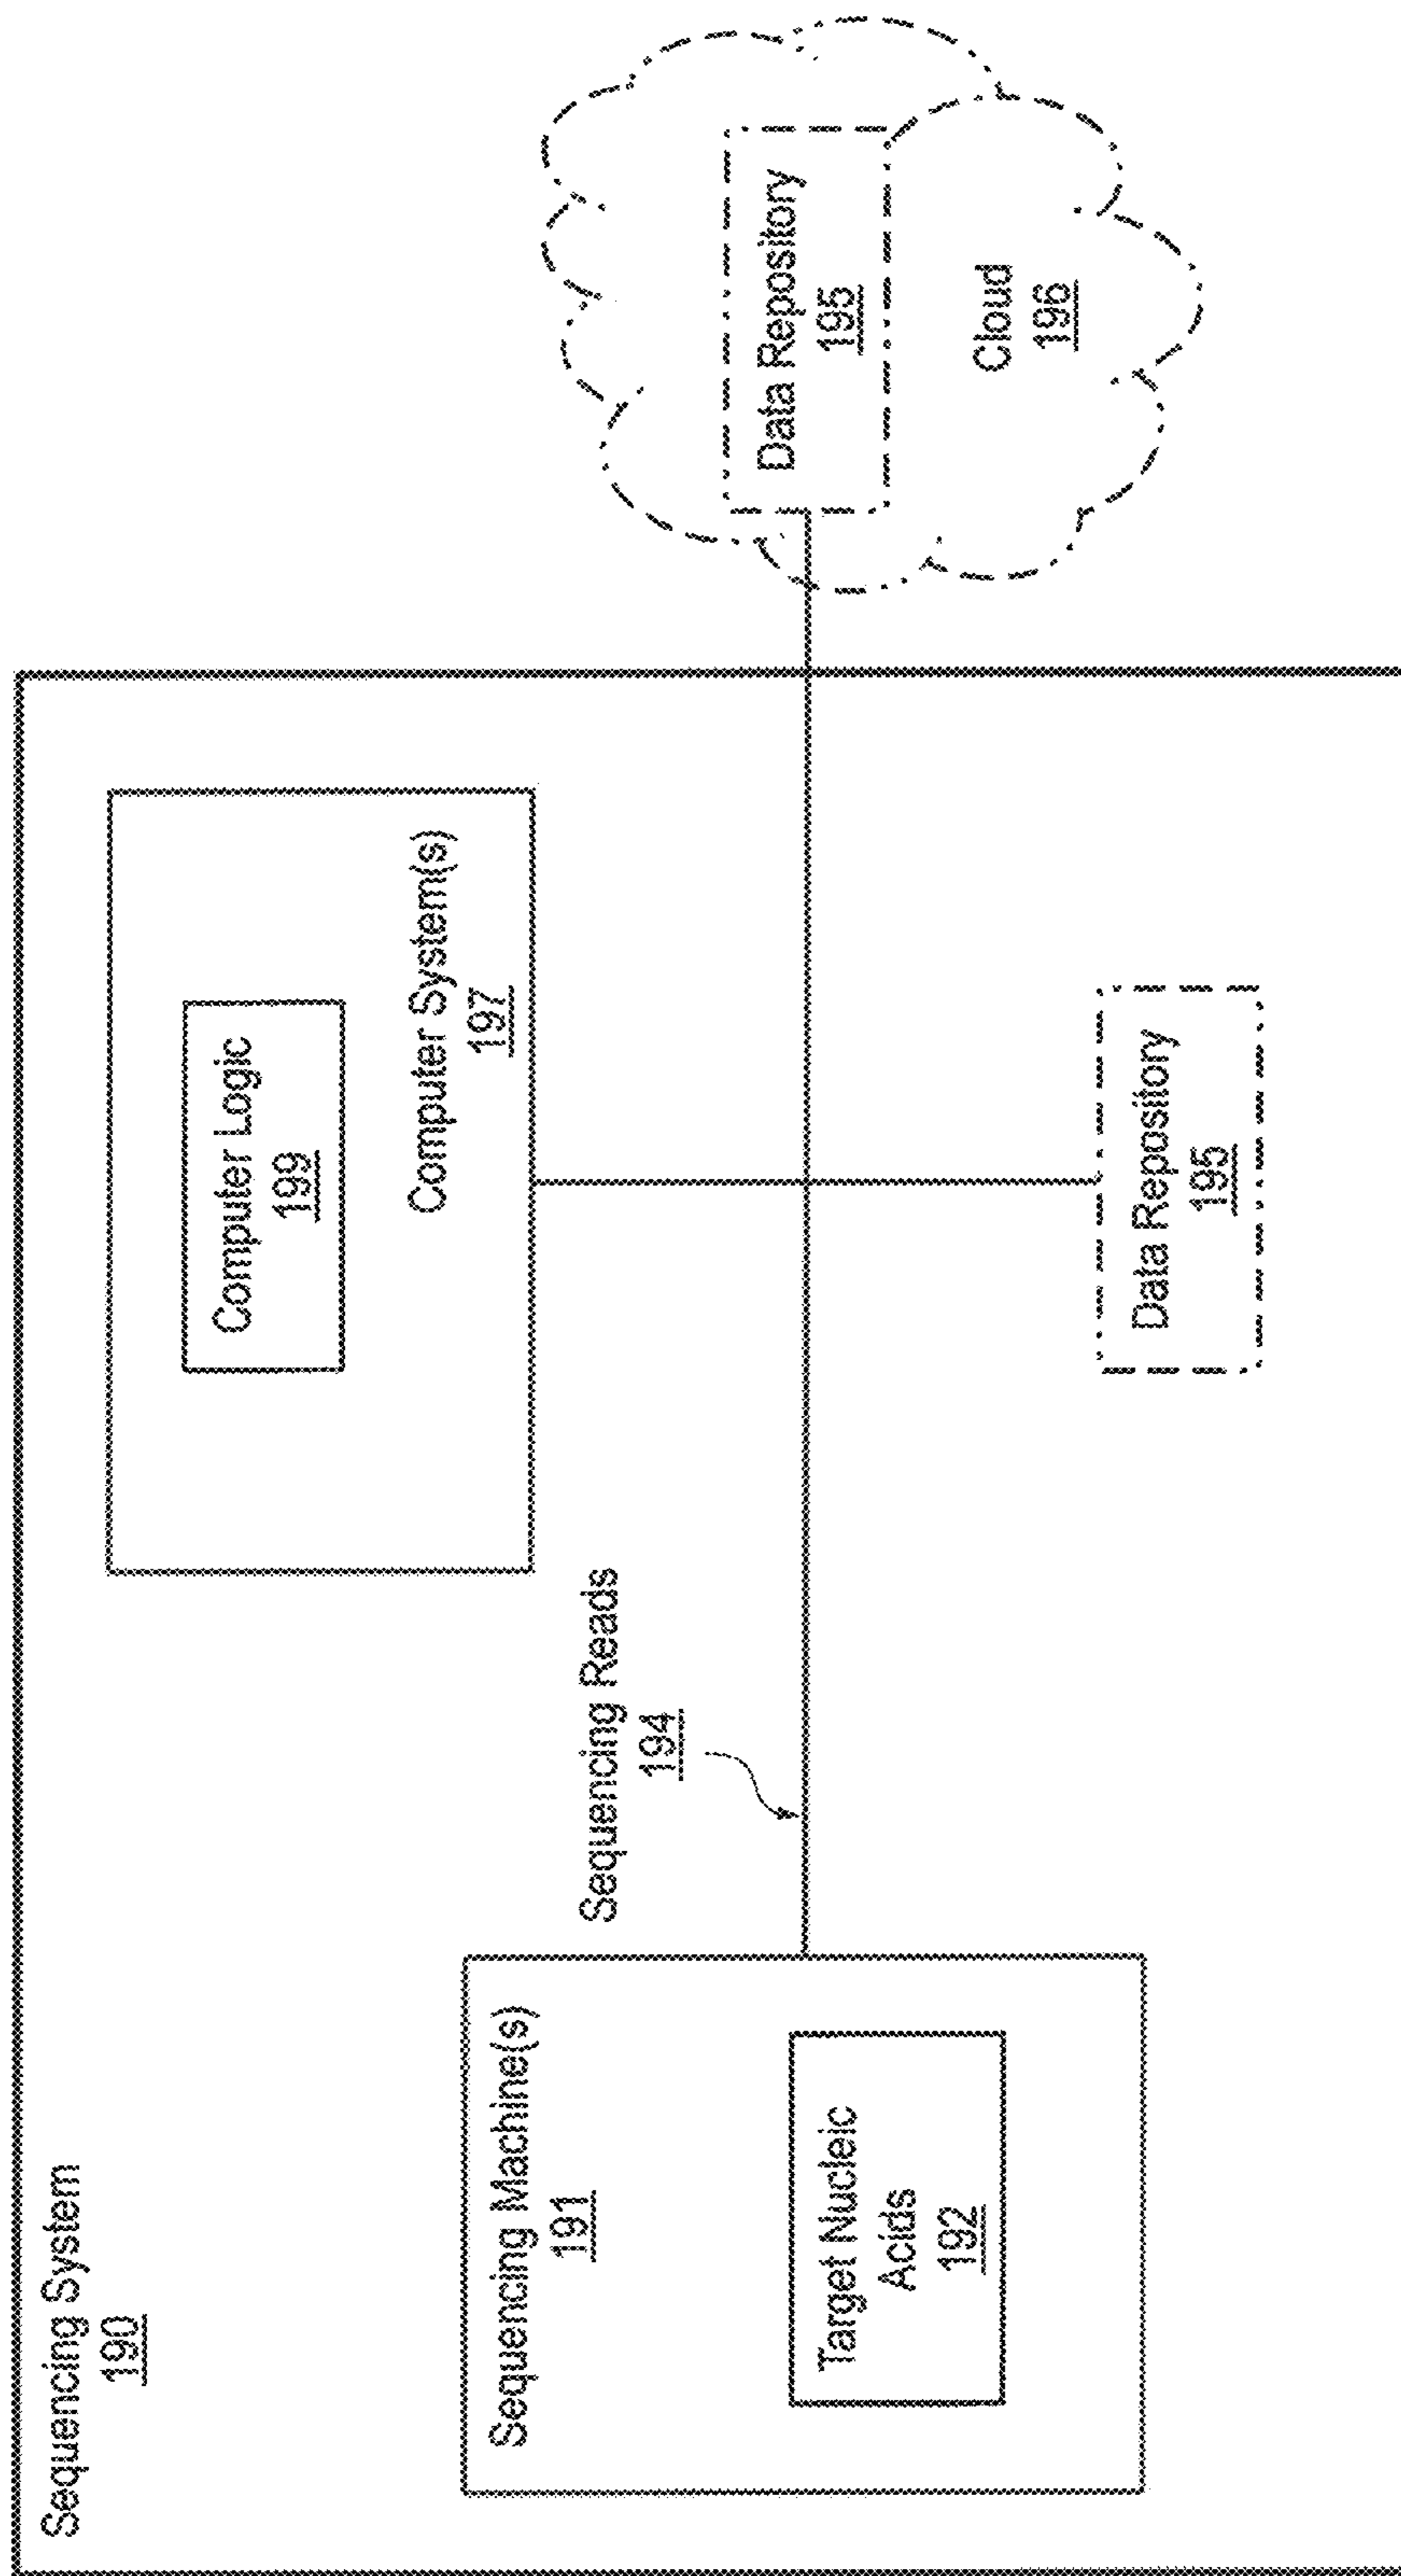 Sequencing System
190
Sequencing Machine(s)
191
Target Nucleic
Acids
192
Sequencing Reads
194
Computer Logic
199
Computer System(s)
197
Data Repository
195
Data Repository
195
Cloud
196